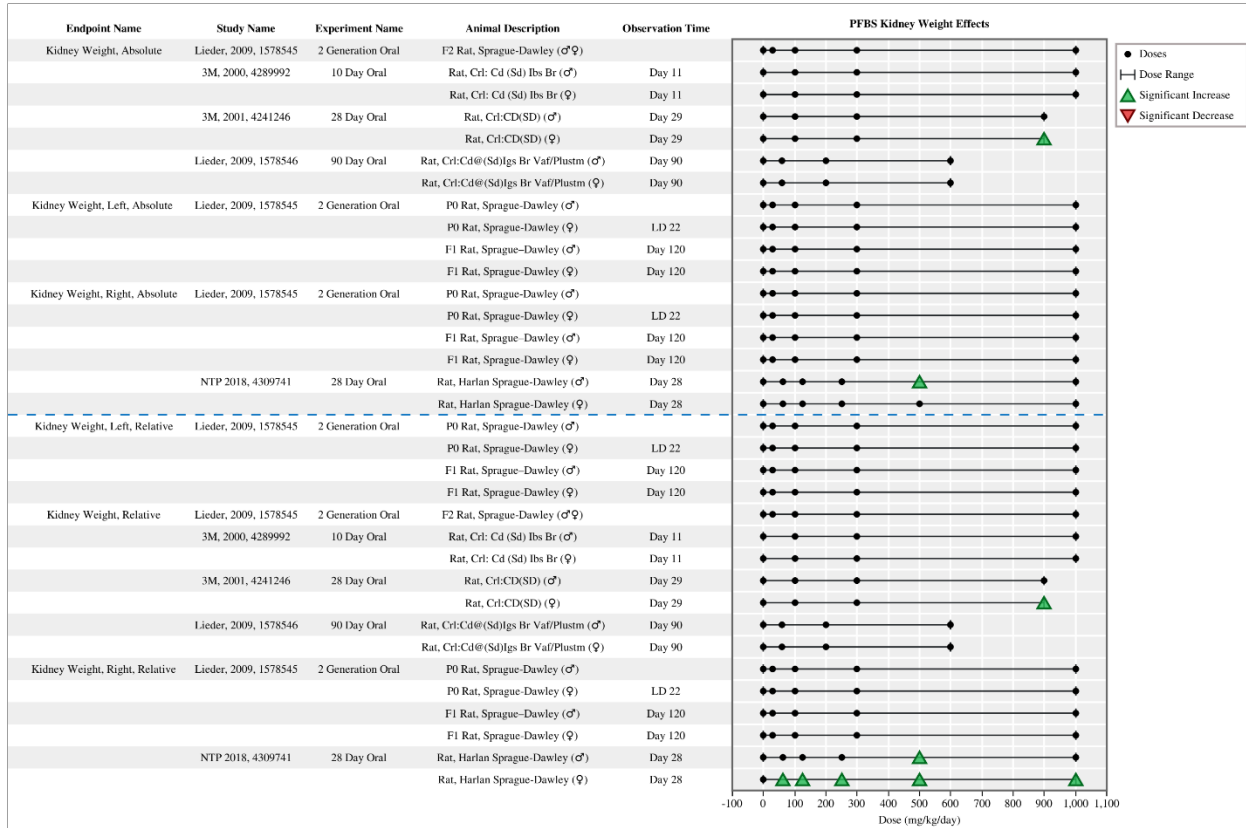 PFBS Kidney Weight Effects
Endpoint Name Study Name Experiment Name Animal Description Observation Time
Kidney Weight, Absolute Lieder, 2009, 1578545 2 Generation Oral F2 Rat, Sprague-Dawley (♂♀)
3M, 2000, 4289992 10 Day Oral Rat, Crl: Cd (Sd) Ibs Br (♂) Day 11
Rat, Crl: Cd (Sd) Ibs Br (♀) Day 11
3M, 2001, 4241246 28 Day Oral Rat, Crl:CD(SD) (♂) Day 29
Rat, Crl:CD(SD) (♀) Day 29
Lieder, 2009, 1578546 90 Day Oral Rat, Crl:Cd@(Sd)Igs Br Vaf/Plustm (♂) Day 90
Rat, Crl:Cd@(Sd)Igs Br Vaf/Plustm (♀) Day 90
Kidney Weight, Left, Absolute Lieder, 2009, 1578545 2 Generation Oral P0 Rat, Sprague-Dawley (♂)
P0 Rat, Sprague-Dawley (♀) LD 22
F1 Rat, Sprague–Dawley (♂) Day 120
F1 Rat, Sprague-Dawley (♀) Day 120
Kidney Weight, Right, Absolute Lieder, 2009, 1578545 2 Generation Oral P0 Rat, Sprague-Dawley (♂)
P0 Rat, Sprague-Dawley (♀) LD 22
F1 Rat, Sprague–Dawley (♂) Day 120
F1 Rat, Sprague-Dawley (♀) Day 120
NTP 2018, 4309741 28 Day Oral Rat, Harlan Sprague-Dawley (♂) Day 28
Rat, Harlan Sprague-Dawley (♀) Day 28
Kidney Weight, Left, Relative Lieder, 2009, 1578545 2 Generation Oral P0 Rat, Sprague-Dawley (♂)
P0 Rat, Sprague-Dawley (♀) LD 22
F1 Rat, Sprague–Dawley (♂) Day 120
F1 Rat, Sprague-Dawley (♀) Day 120
Kidney Weight, Relative Lieder, 2009, 1578545 2 Generation Oral F2 Rat, Sprague-Dawley (♂♀)
3M, 2000, 4289992 10 Day Oral Rat, Crl: Cd (Sd) Ibs Br (♂) Day 11
Rat, Crl: Cd (Sd) Ibs Br (♀) Day 11
3M, 2001, 4241246 28 Day Oral Rat, Crl:CD(SD) (♂) Day 29
Rat, Crl:CD(SD) (♀) Day 29
Lieder, 2009, 1578546 90 Day Oral Rat, Crl:Cd@(Sd)Igs Br Vaf/Plustm (♂) Day 90
Rat, Crl:Cd@(Sd)Igs Br Vaf/Plustm (♀) Day 90
Kidney Weight, Right, Relative Lieder, 2009, 1578545 2 Generation Oral P0 Rat, Sprague-Dawley (♂)
P0 Rat, Sprague-Dawley (♀) LD 22
F1 Rat, Sprague–Dawley (♂) Day 120
F1 Rat, Sprague-Dawley (♀) Day 120
NTP 2018, 4309741 28 Day Oral Rat, Harlan Sprague-Dawley (♂) Day 28
Rat, Harlan Sprague-Dawley (♀) Day 28
-100 0 100 200 300 400 500 600 700 800 900 1,000 1,100
Dose (mg/kg/day)
Doses
Dose Range
Significant Increase
Significant Decrease